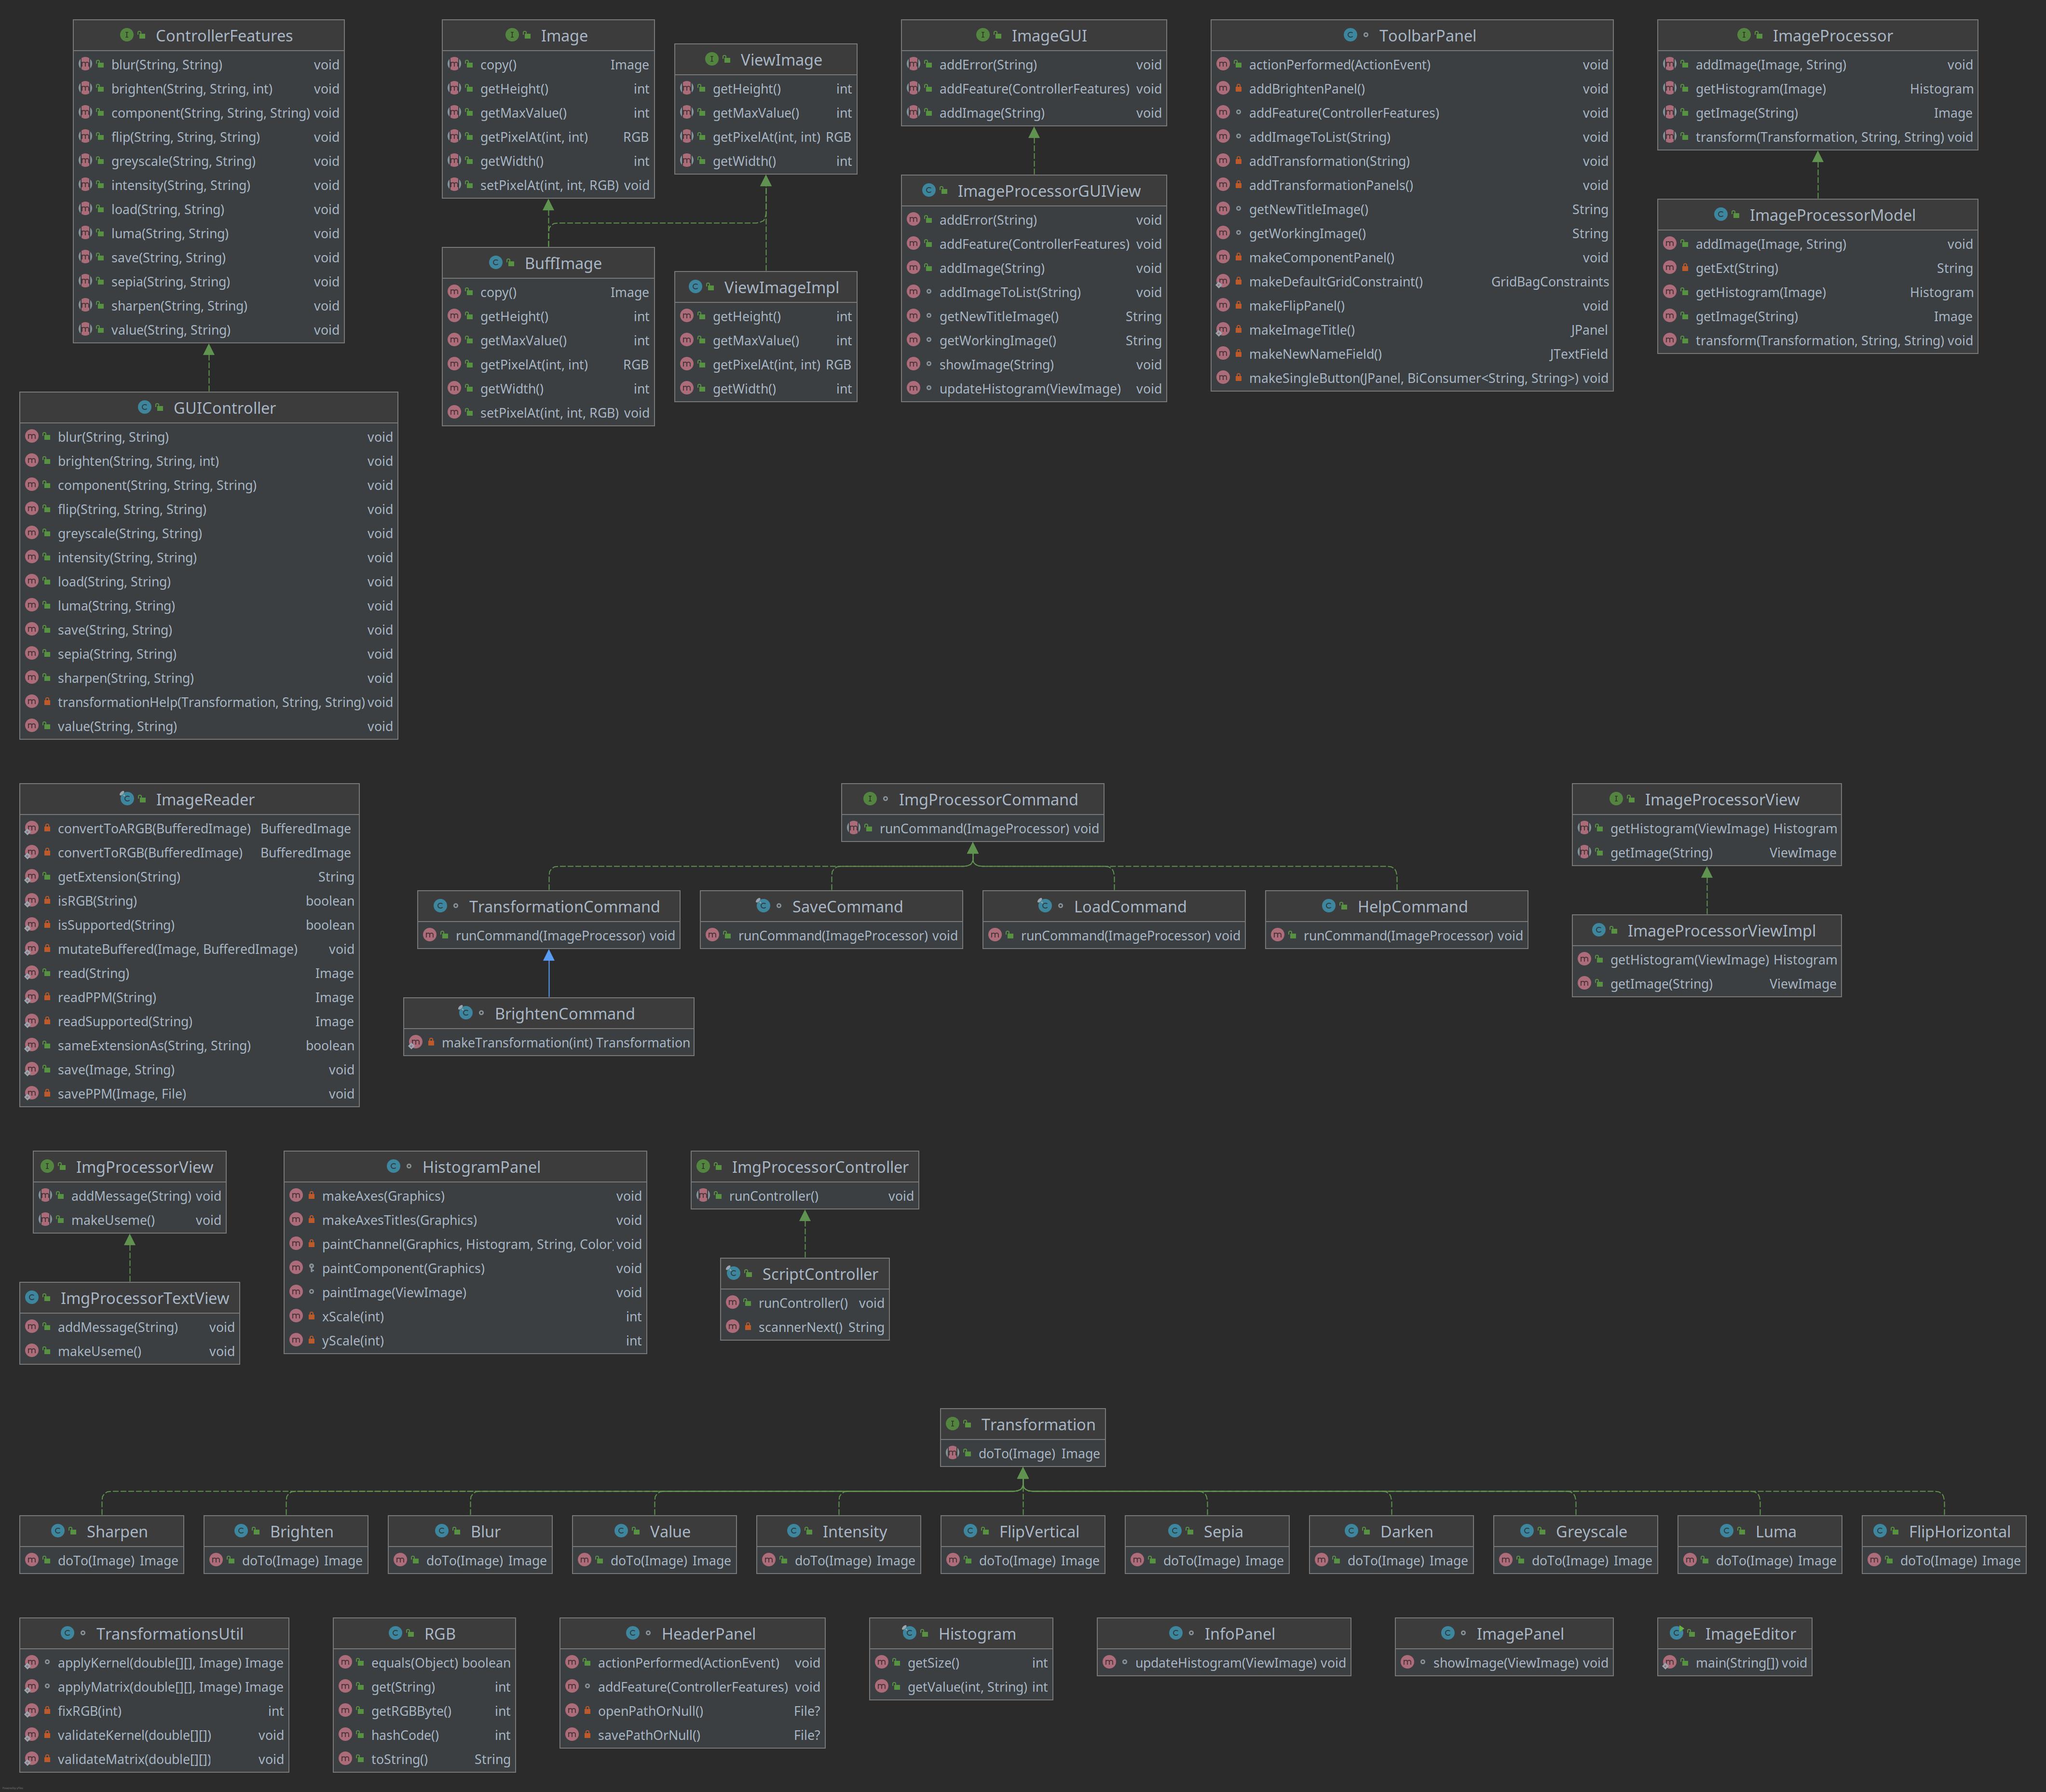 ControllerFeatures
blur(String, String) void
brighten(String, String, int) void
component(String, String, String) void
flip(String, String, String) void
greyscale(String, String) void
intensity(String, String) void
load(String, String) void
luma(String, String) void
save(String, String) void
sepia(String, String) void
sharpen(String, String) void
value(String, String) void
GUIController
blur(String, String) void
brighten(String, String, int) void
component(String, String, String) void
flip(String, String, String) void
greyscale(String, String) void
intensity(String, String) void
load(String, String) void
luma(String, String) void
save(String, String) void
sepia(String, String) void
sharpen(String, String) void
transformationHelp(Transformation, String, String) void
value(String, String) void
Image
copy() Image
getHeight() int
getMaxValue() int
getPixelAt(int, int) RGB
getWidth() int
setPixelAt(int, int, RGB) void
ViewImage
getHeight() int
getMaxValue() int
getPixelAt(int, int) RGB
getWidth() int
BuffImage
copy() Image
getHeight() int
getMaxValue() int
getPixelAt(int, int) RGB
getWidth() int
setPixelAt(int, int, RGB) void
ViewImageImpl
getHeight() int
getMaxValue() int
getPixelAt(int, int) RGB
getWidth() int
ImageGUI
addError(String) void
addFeature(ControllerFeatures) void
addImage(String) void
ImageProcessorGUIView
addError(String) void
addFeature(ControllerFeatures) void
addImage(String) void
addImageToList(String) void
getNewTitleImage() String
getWorkingImage() String
showImage(String) void
updateHistogram(ViewImage) void
ToolbarPanel
actionPerformed(ActionEvent) void
addBrightenPanel() void
addFeature(ControllerFeatures) void
addImageToList(String) void
addTransformation(String) void
addTransformationPanels() void
getNewTitleImage() String
getWorkingImage() String
makeComponentPanel() void
makeDefaultGridConstraint() GridBagConstraints
makeFlipPanel() void
makeImageTitle() JPanel
makeNewNameField() JTextField
makeSingleButton(JPanel, BiConsumer<String, String>) void
ImageProcessor
addImage(Image, String) void
getHistogram(Image) Histogram
getImage(String) Image
transform(Transformation, String, String) void
ImageProcessorModel
addImage(Image, String) void
getExt(String) String
getHistogram(Image) Histogram
getImage(String) Image
transform(Transformation, String, String) void
ImageReader
convertToARGB(BufferedImage) BufferedImage
convertToRGB(BufferedImage) BufferedImage
getExtension(String) String
isRGB(String) boolean
isSupported(String) boolean
mutateBuffered(Image, BufferedImage) void
read(String) Image
readPPM(String) Image
readSupported(String) Image
sameExtensionAs(String, String) boolean
save(Image, String) void
savePPM(Image, File) void
ImgProcessorCommand
runCommand(ImageProcessor) void
TransformationCommand
runCommand(ImageProcessor) void
SaveCommand
runCommand(ImageProcessor) void
LoadCommand
runCommand(ImageProcessor) void
HelpCommand
runCommand(ImageProcessor) void
BrightenCommand
makeTransformation(int) Transformation
ImageProcessorView
getHistogram(ViewImage) Histogram
getImage(String) ViewImage
ImageProcessorViewImpl
getHistogram(ViewImage) Histogram
getImage(String) ViewImage
ImgProcessorView
addMessage(String) void
makeUseme() void
ImgProcessorTextView
addMessage(String) void
makeUseme() void
HistogramPanel
makeAxes(Graphics) void
makeAxesTitles(Graphics) void
paintChannel(Graphics, Histogram, String, Color void
paintComponent(Graphics) void
paintImage(ViewImage) void
xScale(int) int
yScale(int) int
ImgProcessorController
runController() void
ScriptController
runController() void
scannerNext() String
Transformation
doTo(Image) Image
Sharpen
doTo(Image) Image
Brighten
doTo(Image) Image
Blur
doTo(Image) Image
Value
doTo(Image) Image
Intensity
doTo(Image) Image
FlipVertical
doTo(Image) Image
Sepia
doTo(Image) Image
Darken
doTo(Image) Image
Greyscale
doTo(Image) Image
Luma
doTo(Image) Image
FlipHorizontal
doTo(Image) Image
TransformationsUtil
applyKernel(double[][], Image) Image
applyMatrix(double[][], Image) Image
fixRGB(int) int
validateKernel(double[][]) void
validateMatrix(double[][]) void
RGB
equals(Object) boolean
get(String) int
getRGBByte() int
hashCode() int
toString() String
HeaderPanel
actionPerformed(ActionEvent) void
addFeature(ControllerFeatures) void
openPathOrNull() File?
savePathOrNull() File?
Histogram
getSize() int
getValue(int, String) int
InfoPanel
updateHistogram(ViewImage) void
ImagePanel
showImage(ViewImage) void
ImageEditor
main(String[]) void